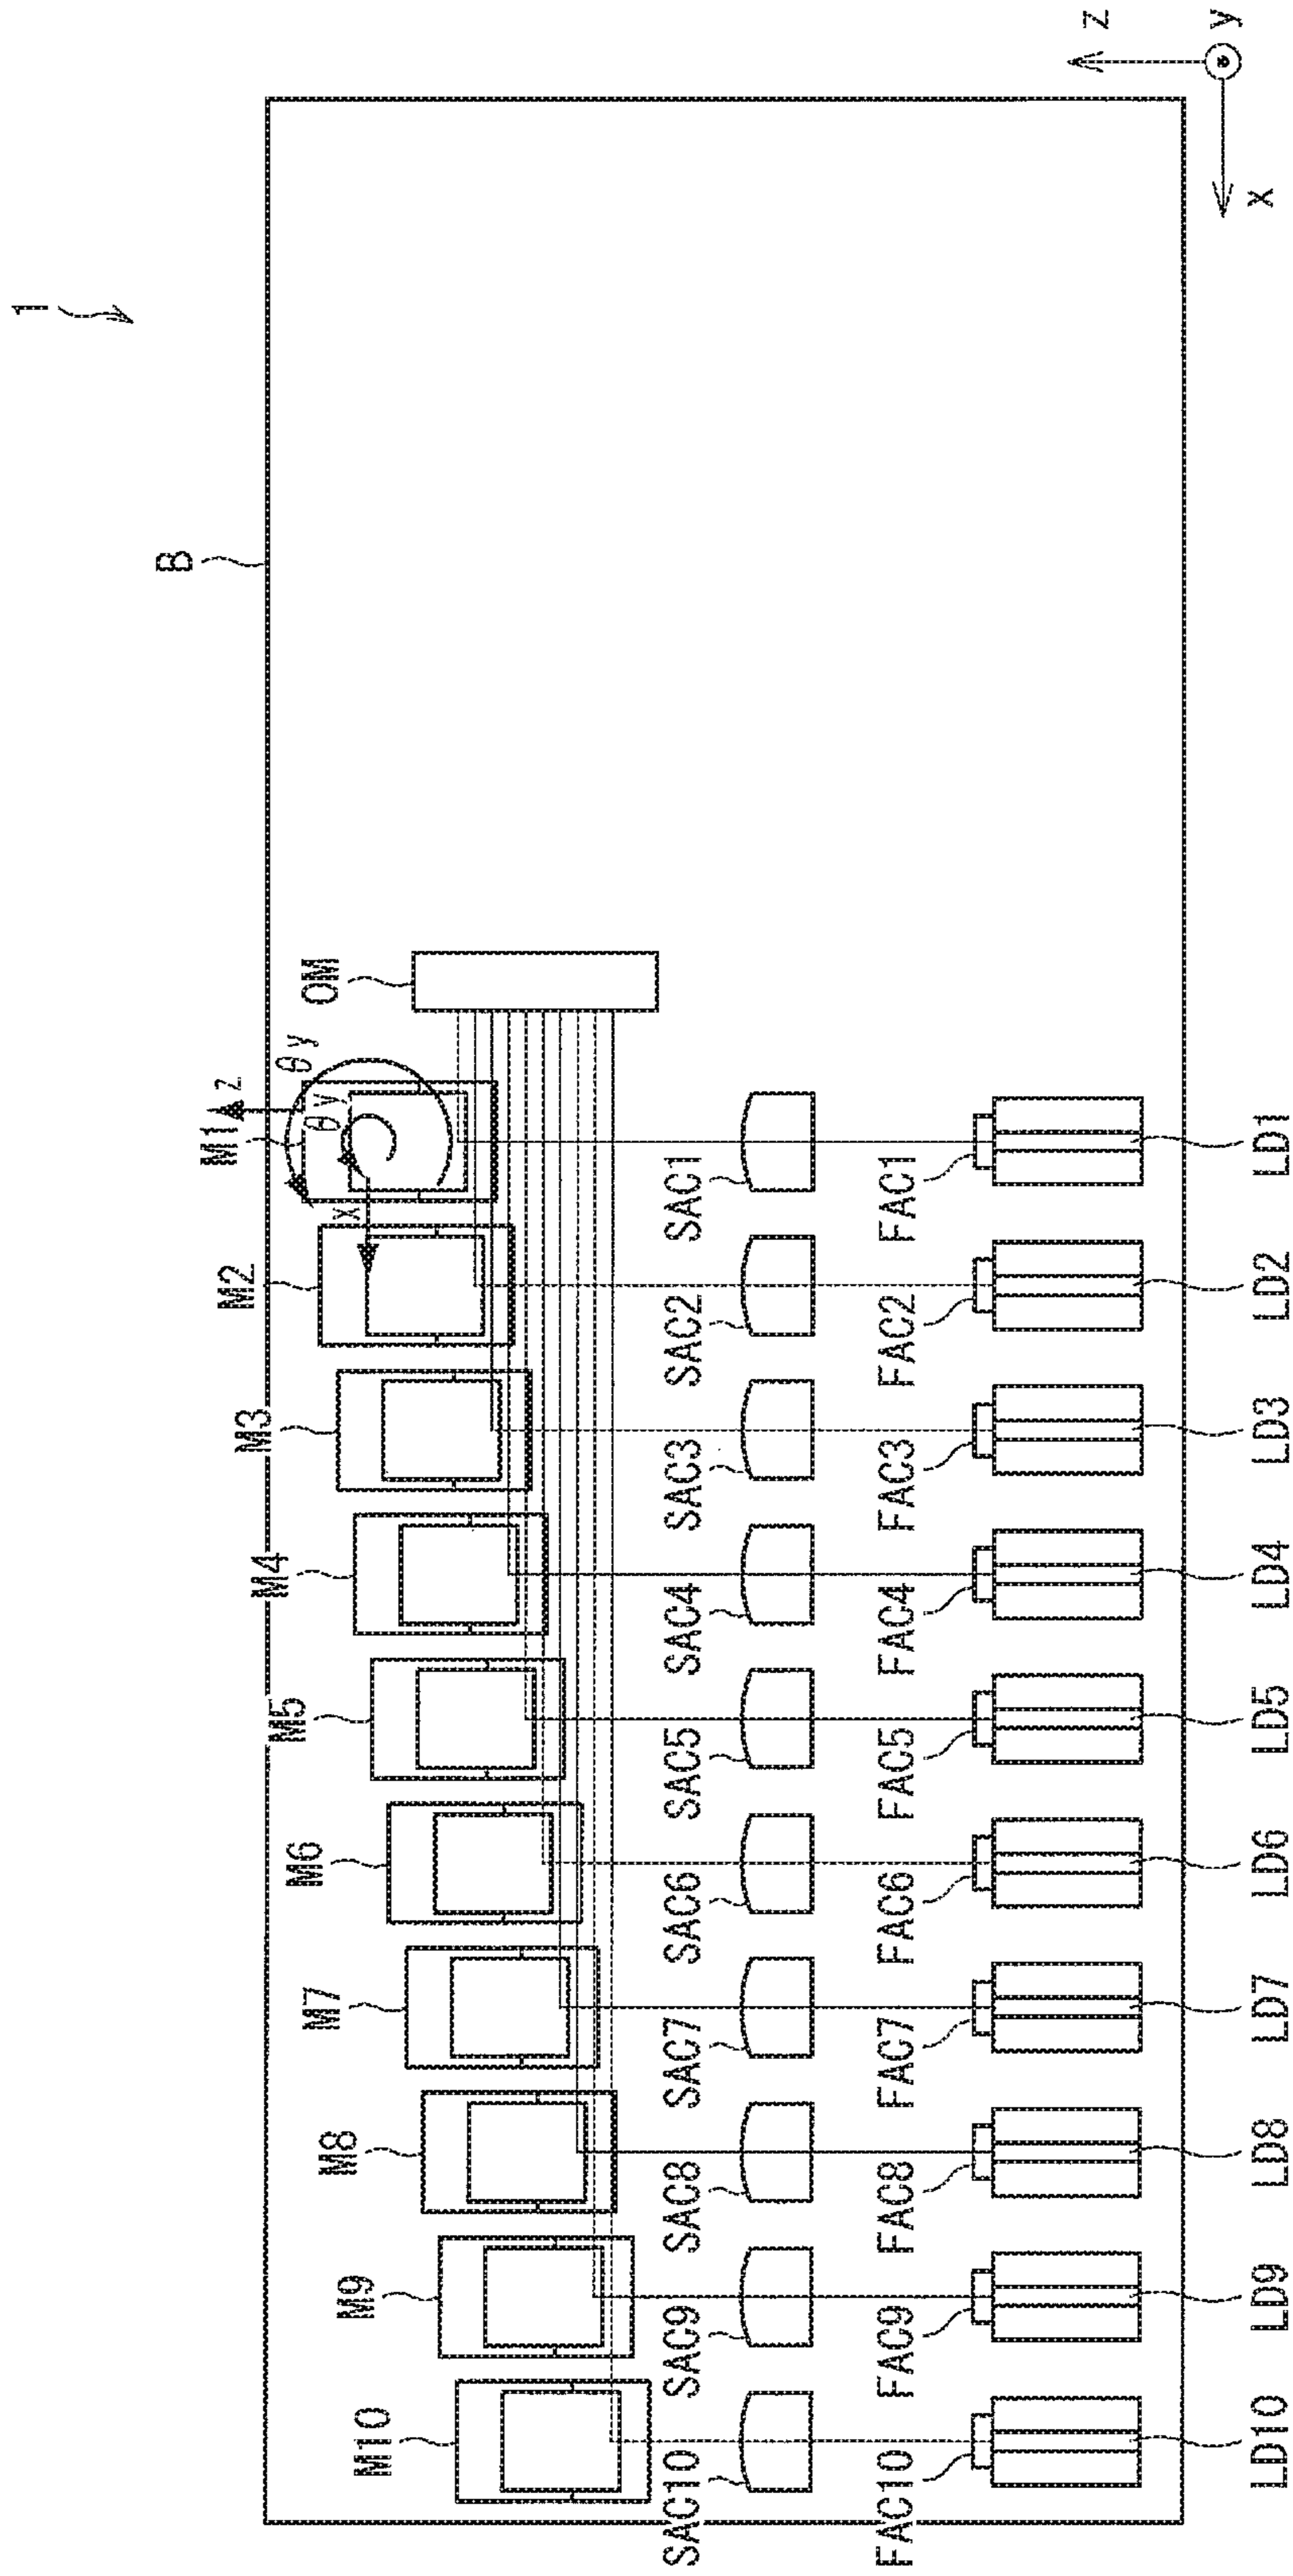 1
B
z
y
x
OM
M1
z
θy
θy
x
M2
M3
M4
M5
M6
M7
M8
M9
M10
SAC1
SAC2
SAC3
SAC4
SAC5
SAC6
SAC7
SAC8
SAC9
SAC10
FAC1
FAC2
FAC3
FAC4
FAC5
FAC6
FAC7
FAC8
FAC9
FAC10
LD1
LD2
LD3
LD4
LD5
LD6
LD7
LD8
LD9
LD10